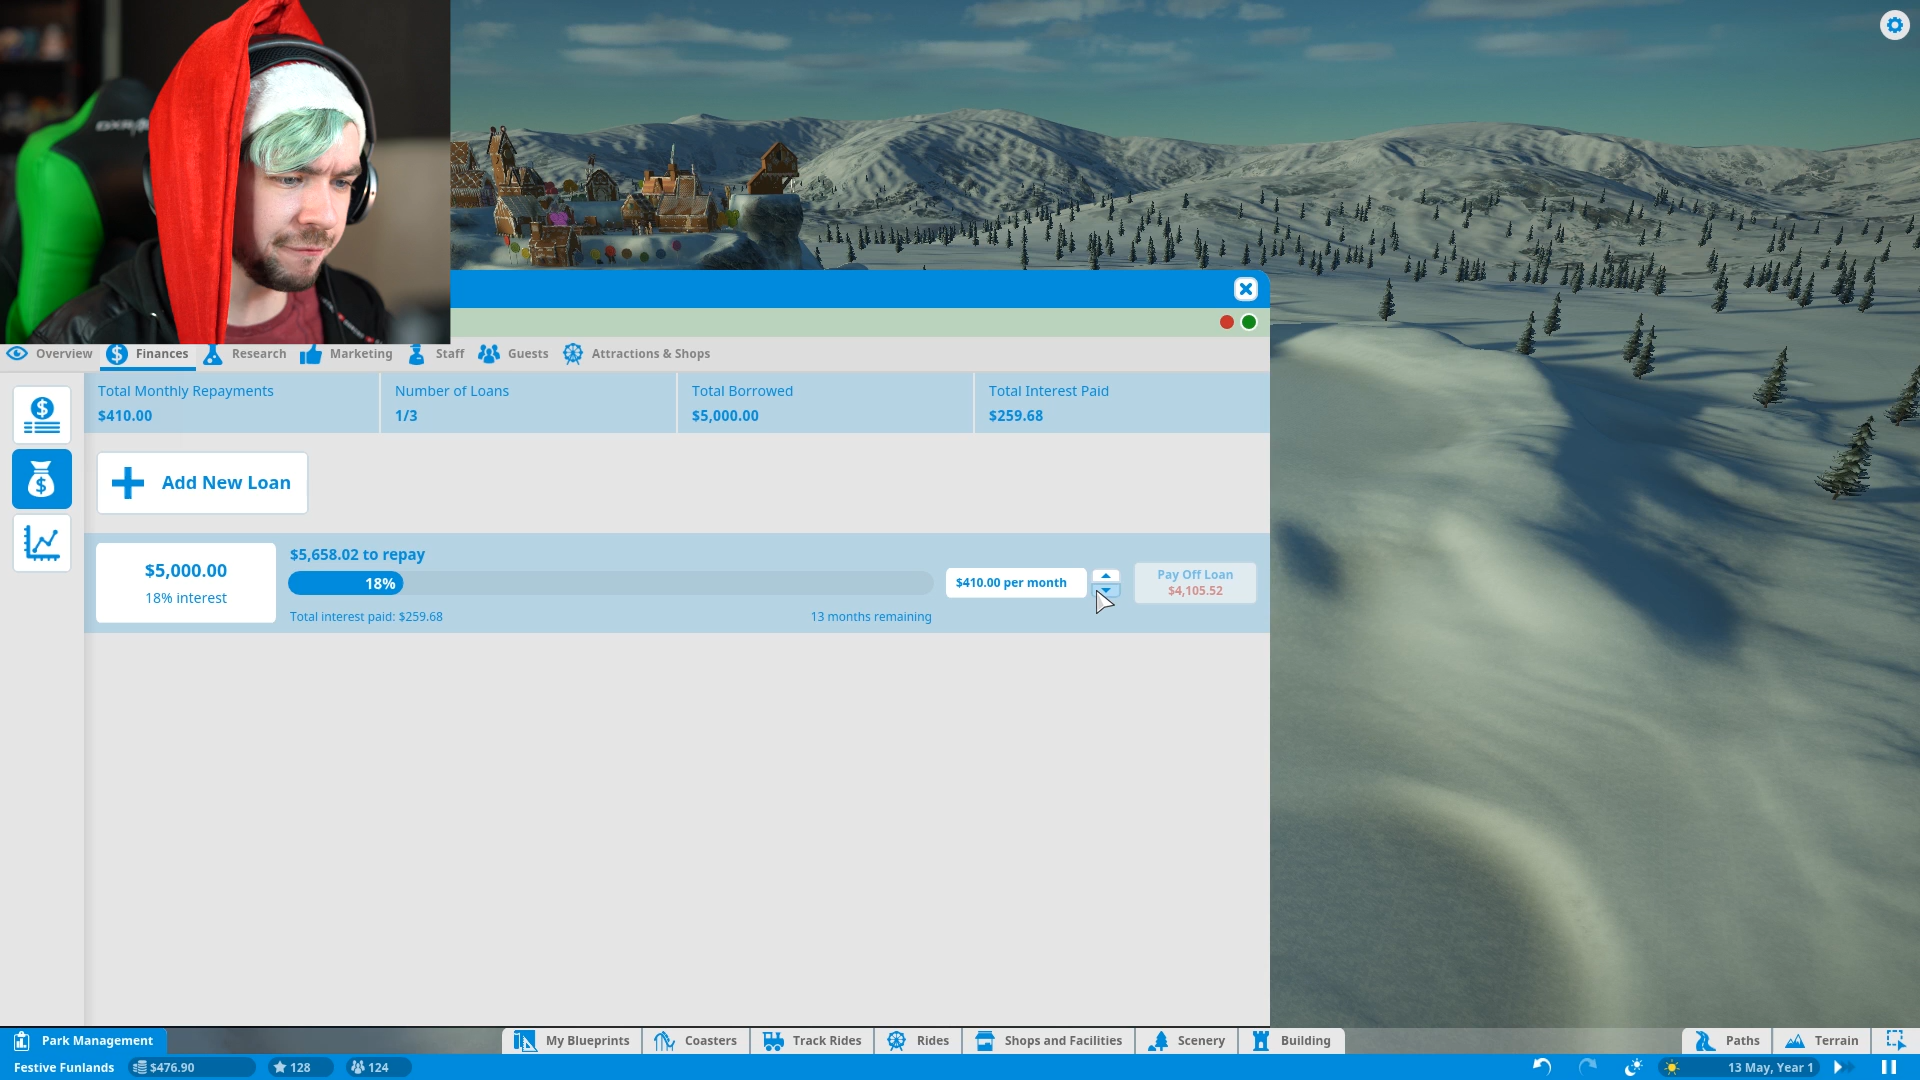 Overview Finances Research Marketing Staff Guests Attractions & Shops
Total Monthly Repayments
$410.00
Number of Loans
1/3
Total Borrowed
$5,000.00
Total Interest Paid
$259.68
Add New Loan
$5,000.00
18% interest
$5,658.02 to repay
18%
Total interest paid: $259.68
13 months remaining
$410.00 per month
Pay Off Loan
$4,105.52
Park Management
My Blueprints Coasters Track Rides Rides Shops and Facilities Scenery Building
Paths Terrain
Festive Funlands $476.90 128 124
13 May, Year 1